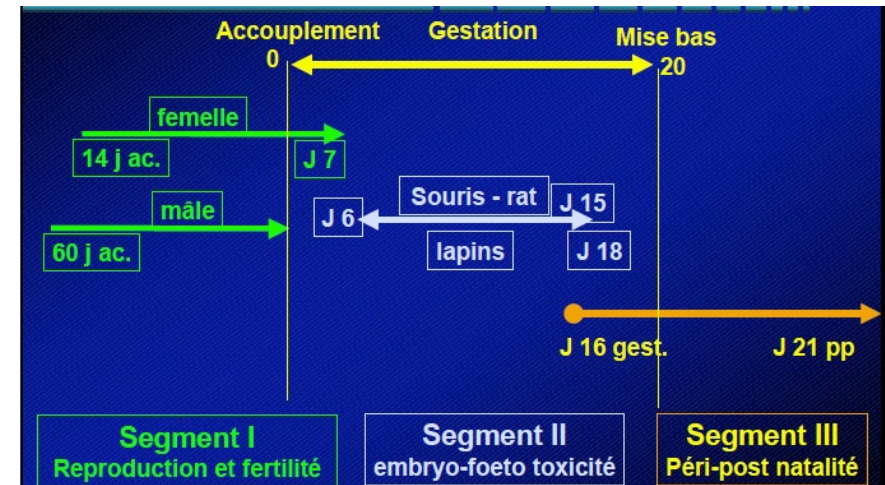 Accouplement
0
Gestation
Mise bas
20
femelle
14 j ac.
J 7
mâle
60 j ac.
J 6
Souris - rat
J 15
lapins
J 18
J 16 gest.
J 21 pp
Segment I
Reproduction et fertilité
Segment II
embryo-foeto toxicité
Segment III
Péri-post natalité